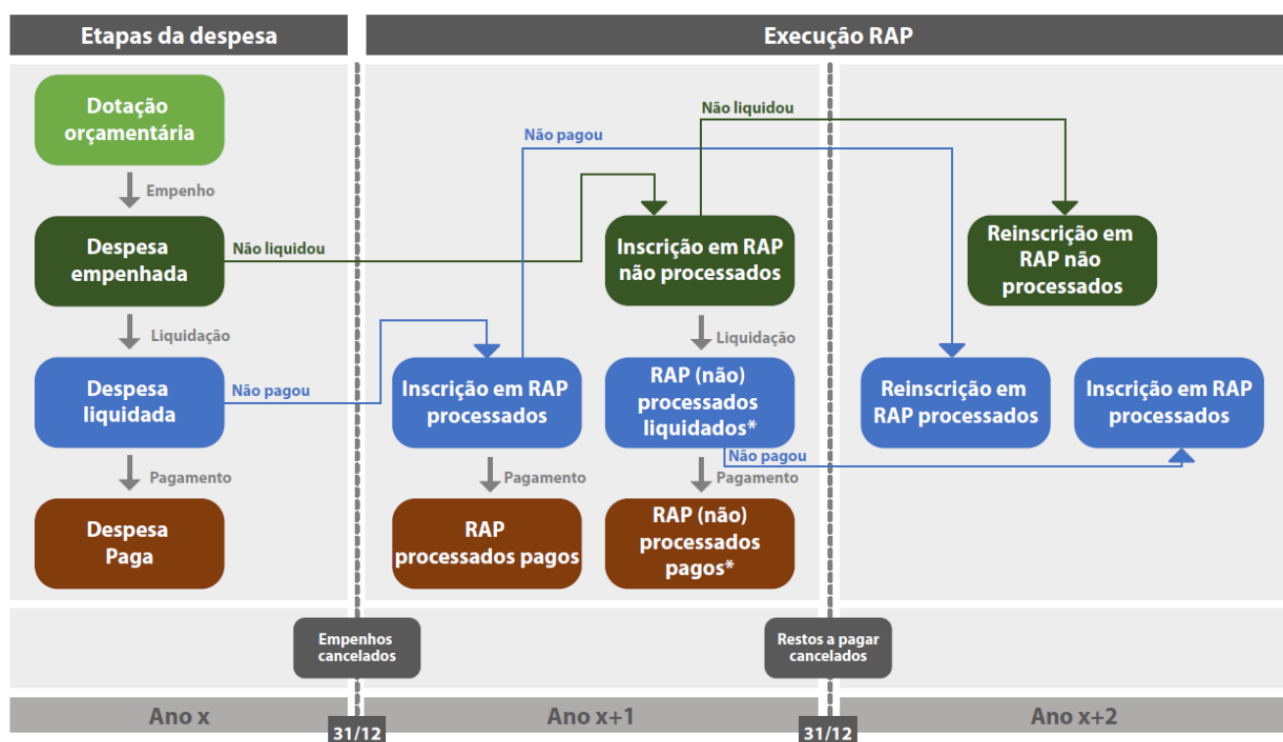 Etapas da despesa
Execução RAP
Dotação
orçamentária
Empenho
Despesa
empenhada
Não liquidou
Liquidação
Despesa
liquidada
Não pagou
Pagamento
Despesa
Paga
Não pagou
Não liquidou
Inscrição em RAP
não processados
Liquidação
Inscrição em RAP
processados
RAP (não)
processados
liquidados*
Não pagou
Pagamento
Pagamento
RAP
processados pagos
RAP (não)
processados
pagos*
Reinscrição em
RAP não
processados
Reinscrição em
RAP processados
Inscrição em RAP
processados
Empenhos
cancelados
Restos a pagar
cancelados
Ano x
31/12
Ano x+1
31/12
Ano x+2